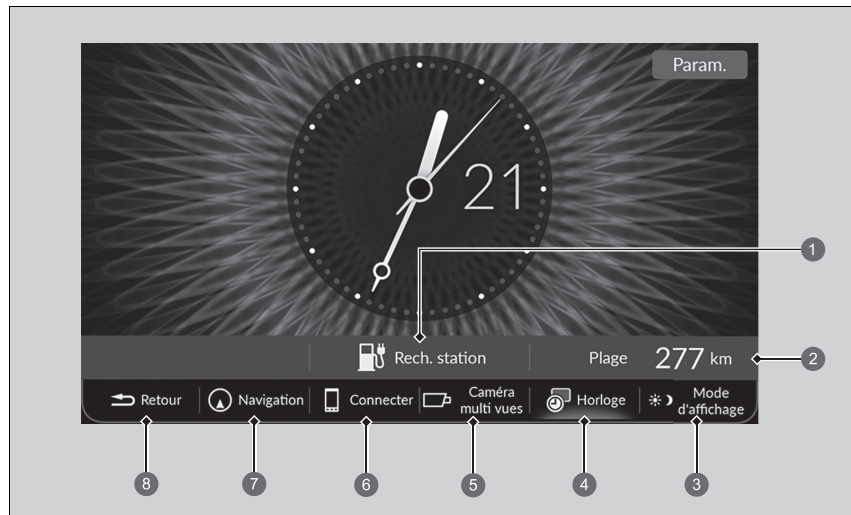 Param.
21
1
Rech. station
Plage 277 km
2
Retour
Navigation
Connecter
Caméra
multi vues
Horloge
Mode
d'affichage
8
7
6
5
4
3